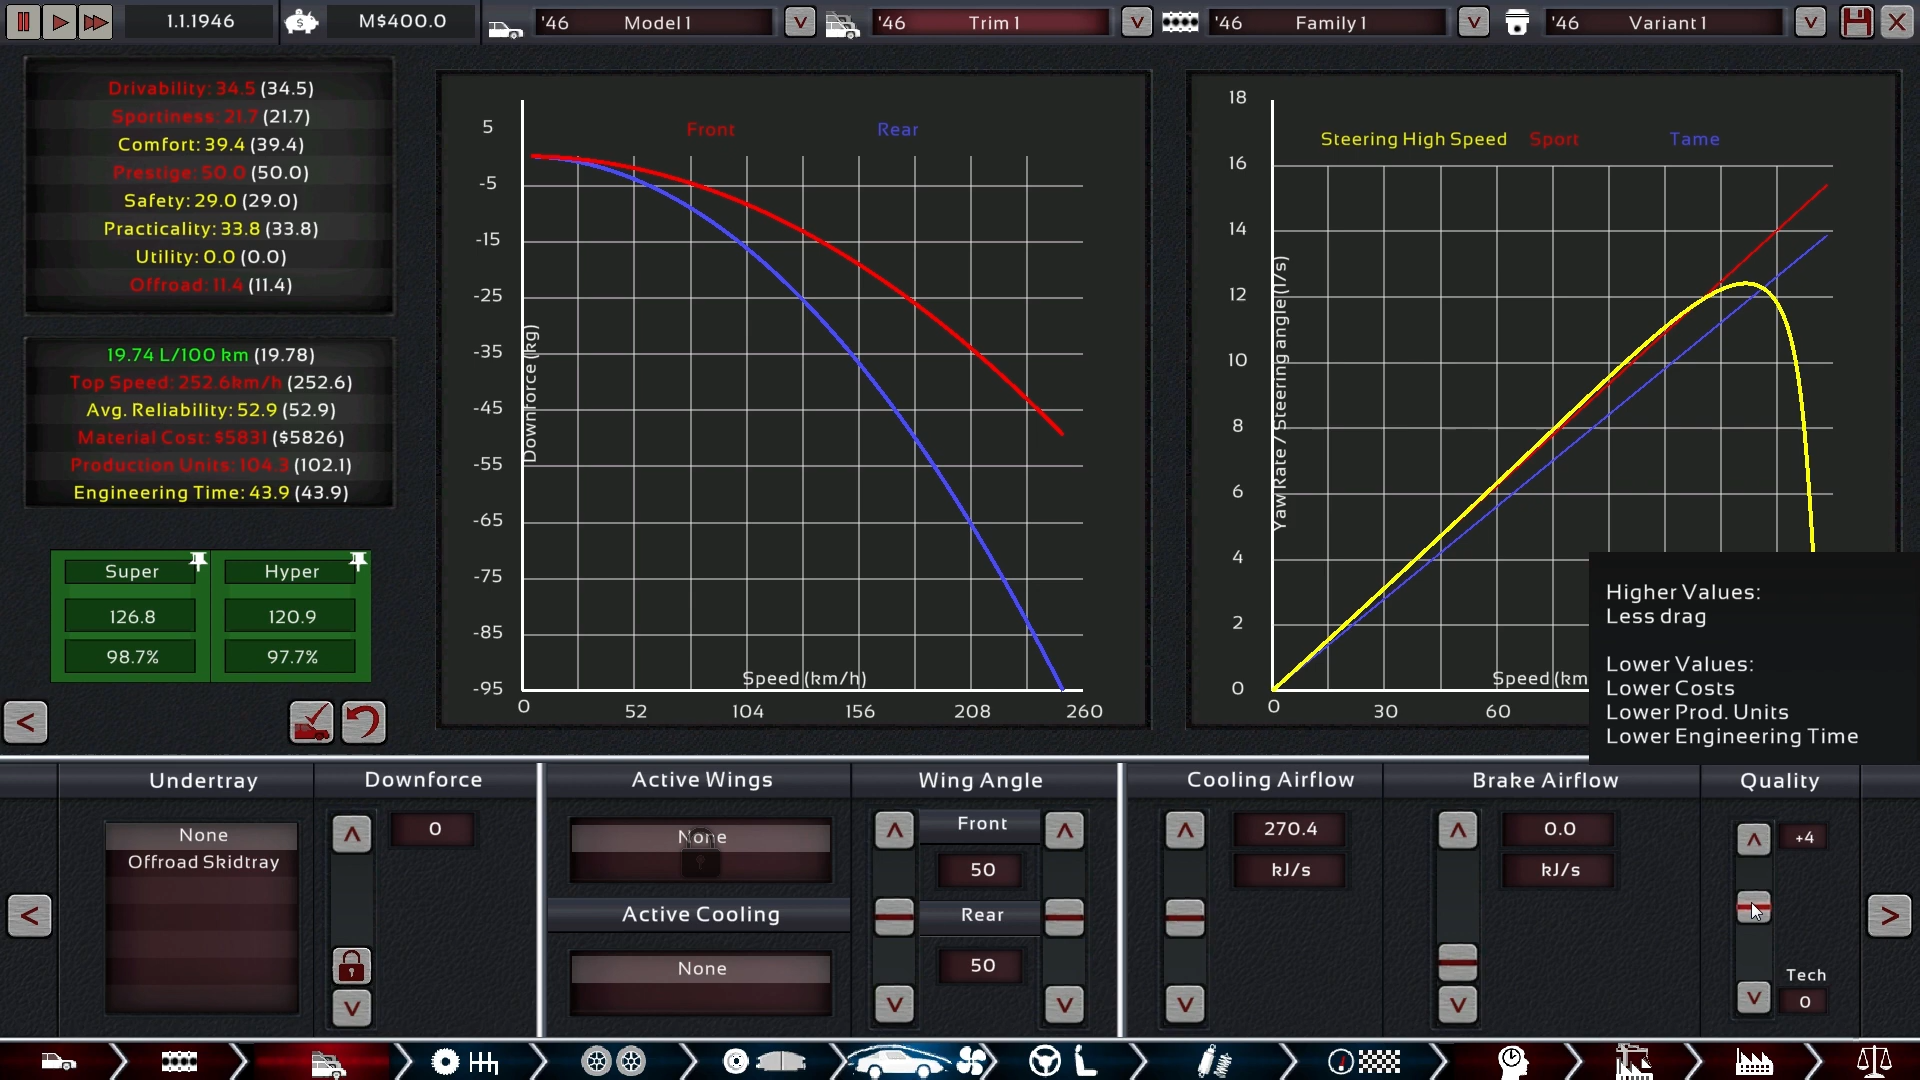 1.1.1946
M$400.0
'46 Model 1
'46 Trim 1
'46 Family 1
'46 Variant 1
Drivability: 34.5 (34.5)
Sportiness: 21.7 (21.7)
Comfort: 39.4 (39.4)
Prestige: 50.0 (50.0)
Safety: 29.0 (29.0)
Practicality: 33.8 (33.8)
Utility: 0.0 (0.0)
Offroad: 11.4 (11.4)
19.74 L/100 km (19.78)
Top Speed: 252.6km/h (252.6)
Avg. Reliability: 52.9 (52.9)
Material Cost: $5831 ($5826)
Production Units: 104.3 (102.1)
Engineering Time: 43.9 (43.9)
Super
126.8
98.7%
Hyper
120.9
97.7%
Front
Rear
5
-5
-15
-25
-35
-45
-55
-65
-75
-85
-95
Downforce (kg)
Speed (km/h)
0 52 104 156 208 260
Steering High Speed
Sport
Tame
18
16
14
12
10
8
6
4
2
0
Yaw Rate / Steering angle (1/s)
Speed (km
0 30 60
Higher Values:
Less drag
Lower Values:
Lower Costs
Lower Prod. Units
Lower Engineering Time
Undertray
None
Offroad Skidtray
Downforce
0
Active Wings
None
Active Cooling
None
Wing Angle
Front
50
Rear
50
Cooling Airflow
270.4
kJ/s
Brake Airflow
0.0
kJ/s
Quality
+4
Tech
0